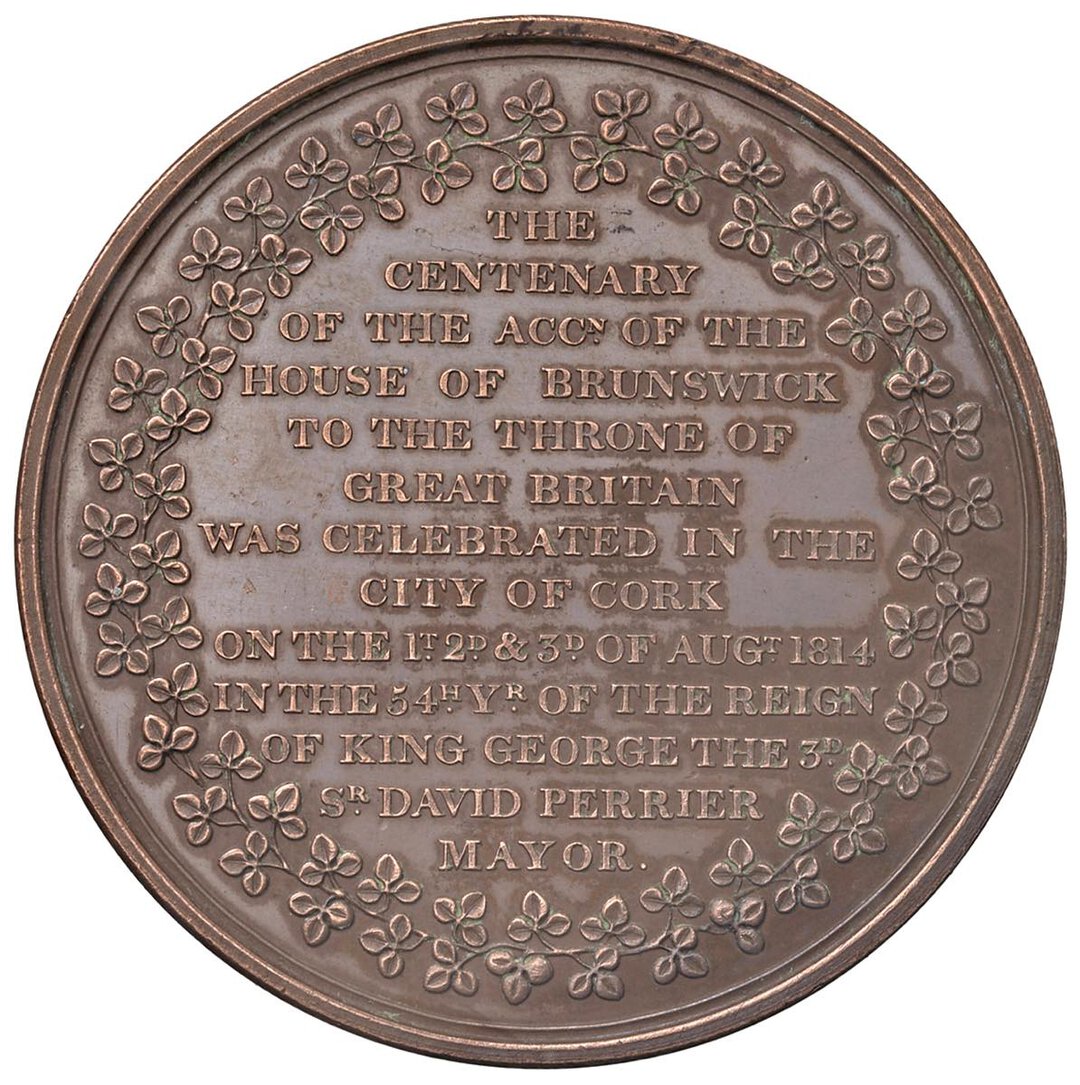 THE
CENTENARY
OF THE ACCN. OF THE
HOUSE OF BRUNSWICK
TO THE THRONE OF
GREAT BRITAIN
WAS CELEBRATED IN THE
CITY OF CORK
ON THE 1T. 2D. & 3D. OF AUGT. 1814
IN THE 54H. YR. OF THE REIGN
OF KING GEORGE THE 3D.
SR. DAVID PERRIER
MAYOR.